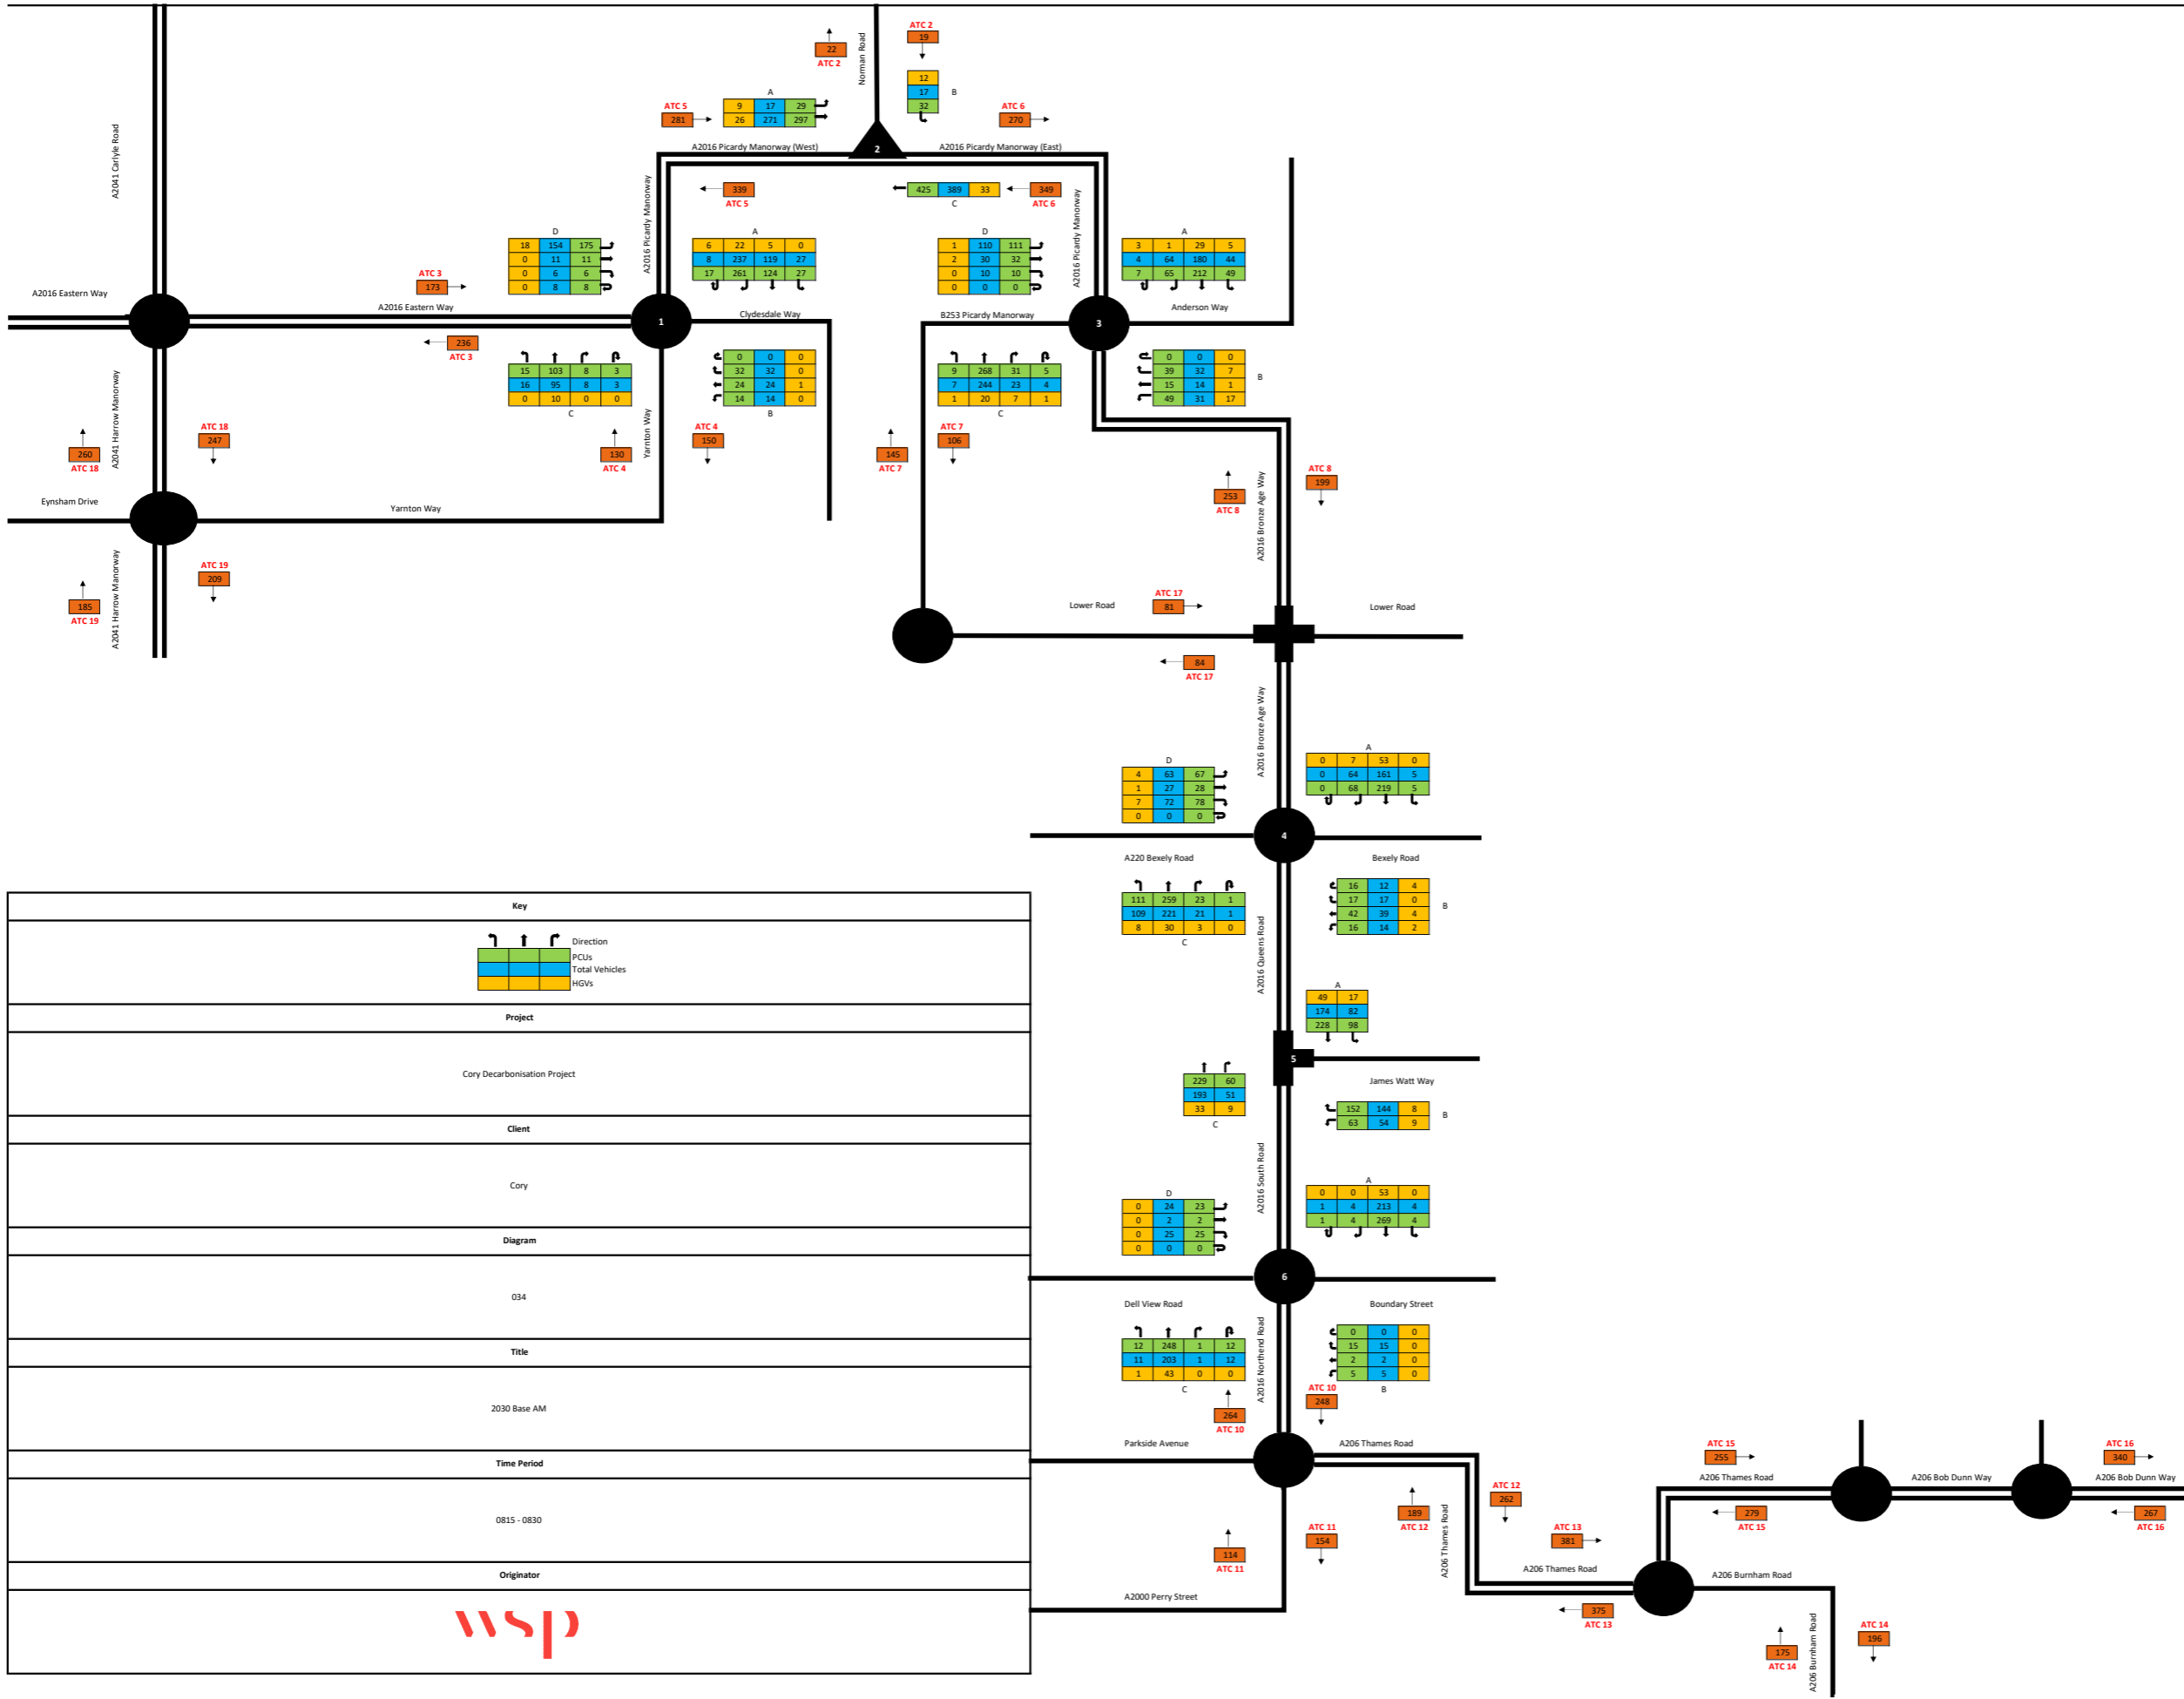 ATC 2
19
22
ATC 2
Norman Road
12
17
32
B
A
9 17 29
26 271 297
ATC 5
281
ATC 6
270
A2016 Picardy Manorway (West)
2
A2016 Picardy Manorway (East)
A2041 Carlyle Road
339
ATC 5
425 389 33
C
349
ATC 6
A2016 Picardy Manorway
A2016 Picardy Manorway
D
18 154 175
0 11 11
0 6 6
0 8 8
A
6 22 5 0
8 237 119 27
17 261 124 27
D
1 110 111
2 30 32
0 10 10
0 0 0
A
3 1 29 5
4 64 180 44
7 65 212 49
ATC 3
173
A2016 Eastern Way
A2016 Eastern Way
1
Clydesdale Way
B253 Picardy Manorway
3
Anderson Way
236
ATC 3
15 103 8 3
16 95 8 3
0 10 0 0
C
0 0 0
32 32 0
24 24 1
14 14 0
B
9 268 31 5
7 244 23 4
1 20 7 1
C
0 0 0
39 32 7
15 14 1
49 31 17
B
A2041 Harrow Manorway
260
ATC 18
ATC 18
247
130
ATC 4
Yarnton Way
ATC 4
150
145
ATC 7
ATC 7
106
253
ATC 8
A2016 Bronze Age Way
ATC 8
199
Eynsham Drive
Yarnton Way
185
ATC 19
A2041 Harrow Manorway
ATC 19
209
Lower Road
ATC 17
81
Lower Road
84
ATC 17
A2016 Bronze Age Way
D
4 63 67
1 27 28
7 72 78
0 0 0
A
0 7 53 0
0 64 161 5
0 68 219 5
4
A220 Bexely Road
Bexely Road
111 259 23 1
109 221 21 1
8 30 3 0
C
A2016 Queens Road
16 12 4
17 17 0
42 39 4
16 14 2
B
A
49 17
174 82
228 98
5
James Watt Way
229 60
193 51
33 9
C
152 144 8
63 54 9
B
A2016 South Road
D
0 24 23
0 2 2
0 25 25
0 0 0
A
0 0 53 0
1 4 213 4
1 4 269 4
6
Dell View Road
Boundary Street
12 248 1 12
11 203 1 12
1 43 0 0
C
A2016 Northend Road
0 0 0
15 15 0
2 2 0
5 5 0
B
264
ATC 10
ATC 10
248
Parkside Avenue
A206 Thames Road
189
ATC 12
A206 Thames Road
ATC 12
262
114
ATC 11
ATC 11
154
A2000 Perry Street
ATC 13
381
A206 Thames Road
375
ATC 13
ATC 15
255
A206 Thames Road
279
ATC 15
A206 Bob Dunn Way
ATC 16
340
A206 Bob Dunn Way
267
ATC 16
A206 Burnham Road
175
ATC 14
A206 Burnham Road
ATC 14
196
Key
Direction
PCUs
Total Vehicles
HGVs
Project
Cory Decarbonisation Project
Client
Cory
Diagram
034
Title
2030 Base AM
Time Period
0815 - 0830
Originator
wsp